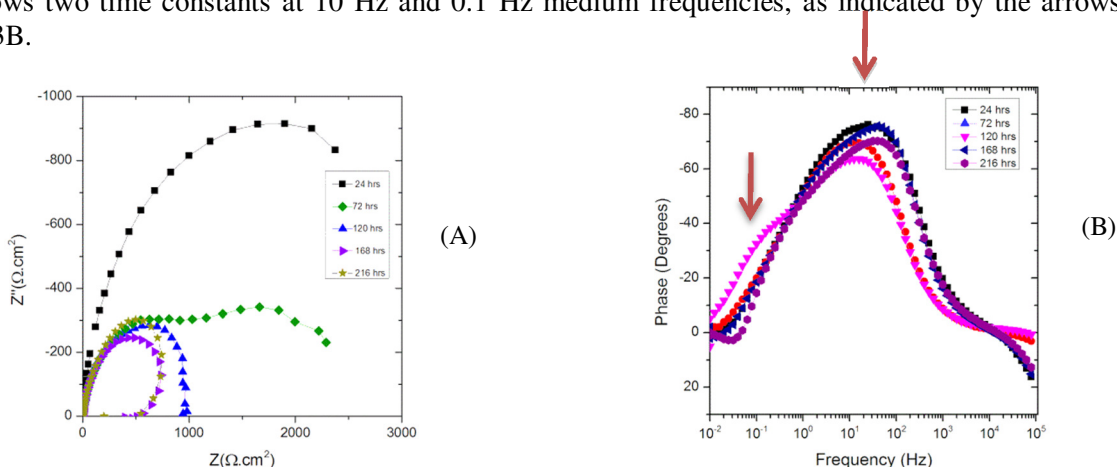 ows two time constants at 10 Hz and 0.1 Hz medium frequencies, as indicated by the arrows
3B.
-1000
-800
-600
-400
-200
0
0
1000
2000
3000
Z''(Ω.cm²)
Z(Ω.cm²)
24 hrs
72 hrs
120 hrs
168 hrs
216 hrs
(A)
-80
-60
-40
-20
0
20
Phase (Degrees)
10⁻²
10⁻¹
10⁰
10¹
10²
10³
10⁴
10⁵
Frequency (Hz)
24 hrs
72 hrs
120 hrs
168 hrs
216 hrs
(B)